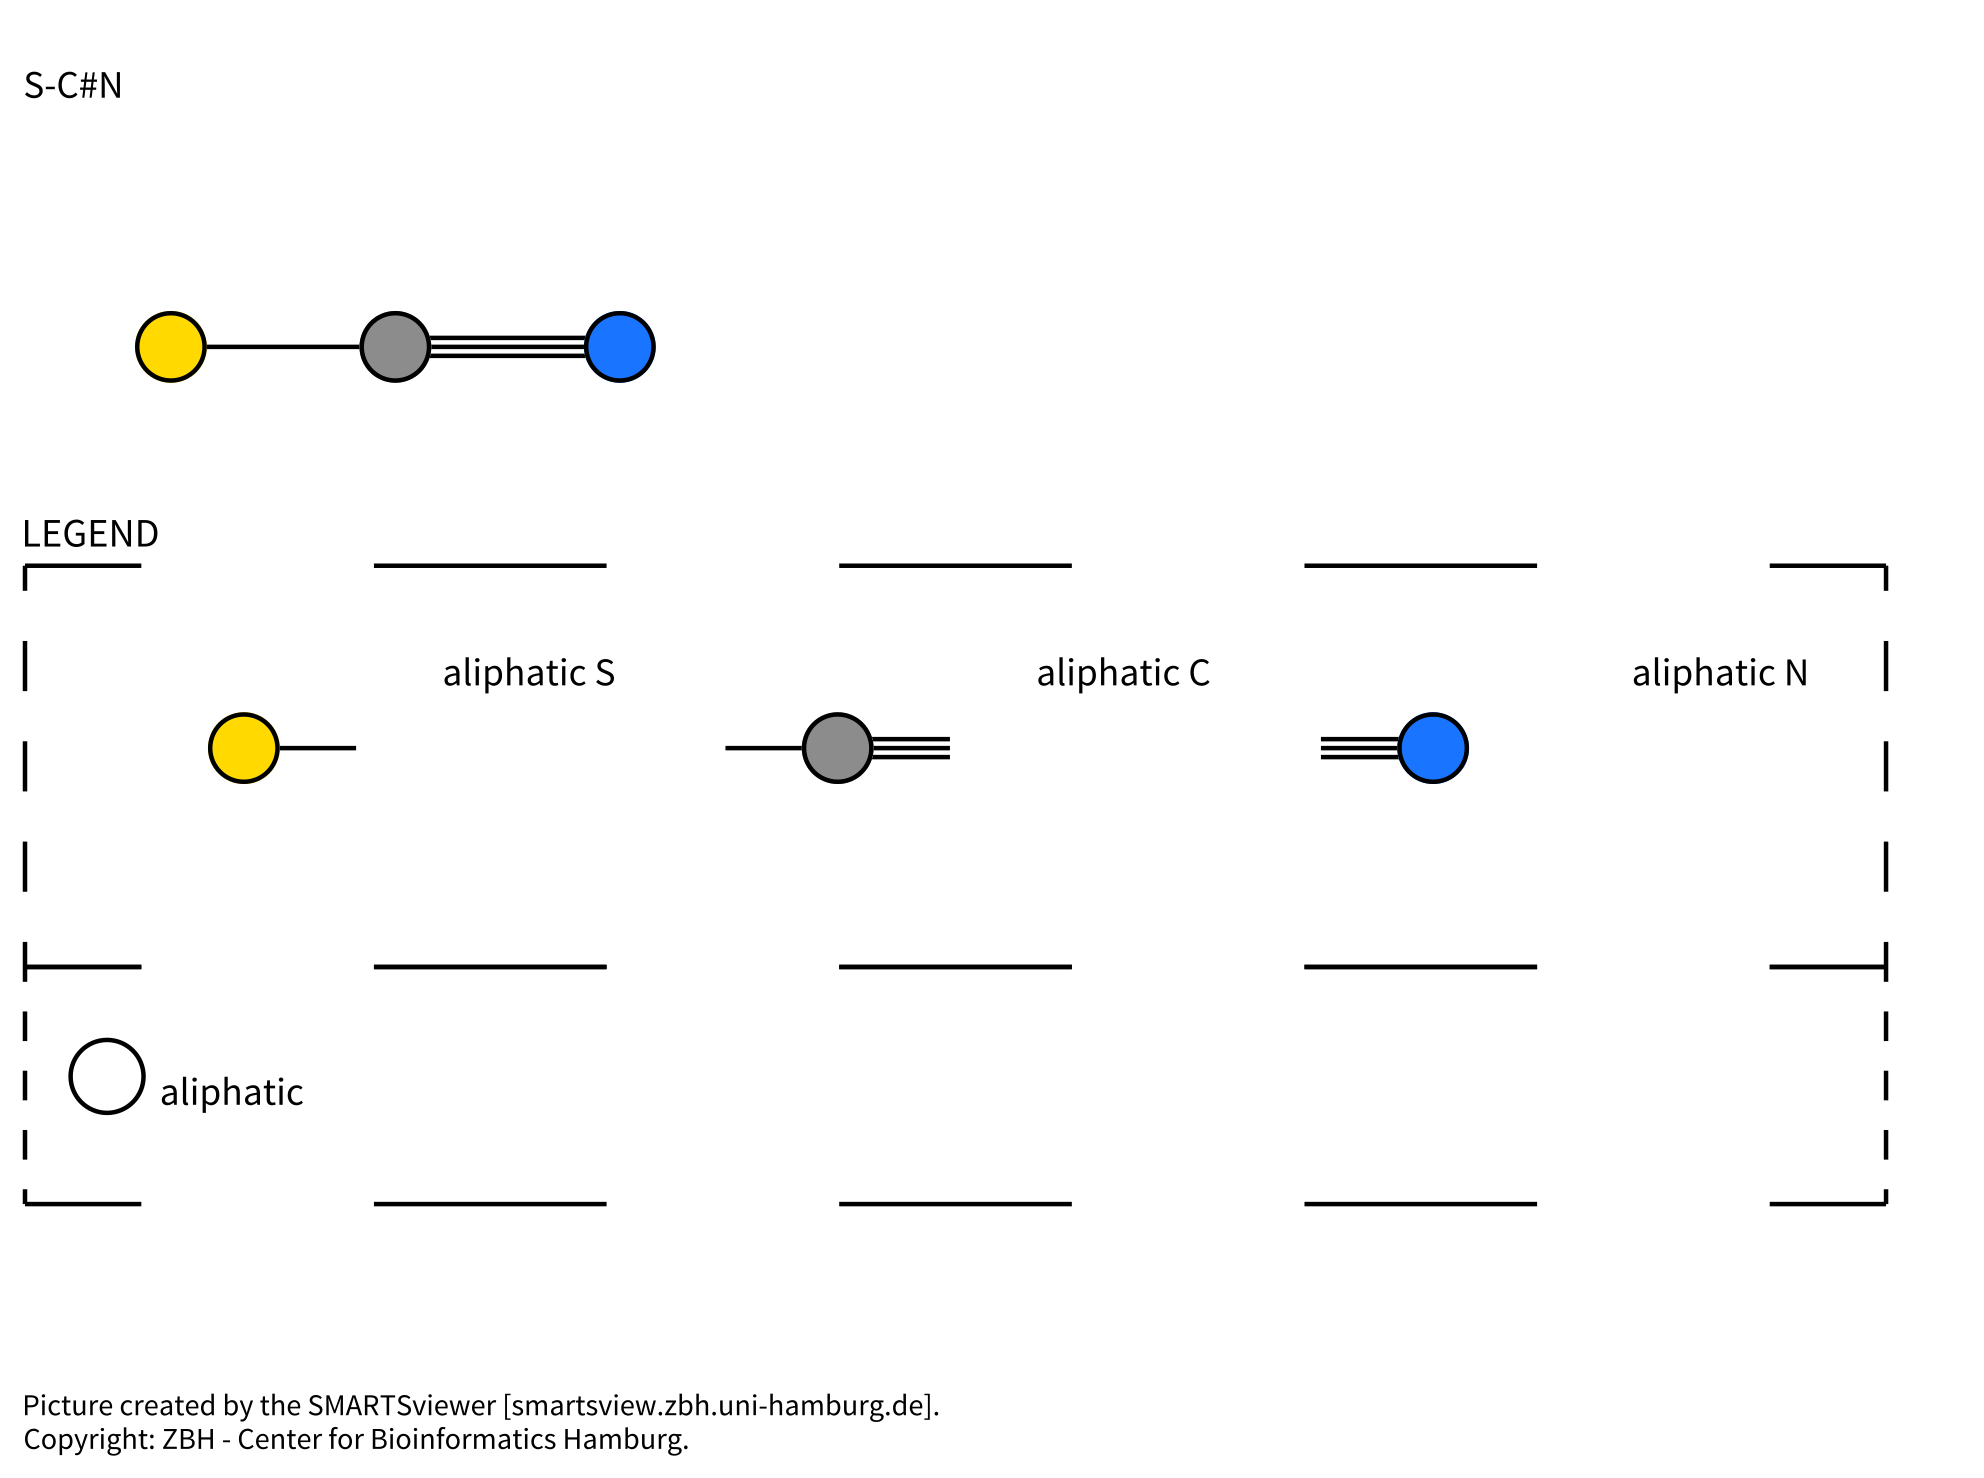 S-C#N
LEGEND
aliphatic S
aliphatic C
aliphatic N
aliphatic
Picture created by the SMARTSviewer [smartsview.zbh.uni-hamburg.de].
Copyright: ZBH - Center for Bioinformatics Hamburg.